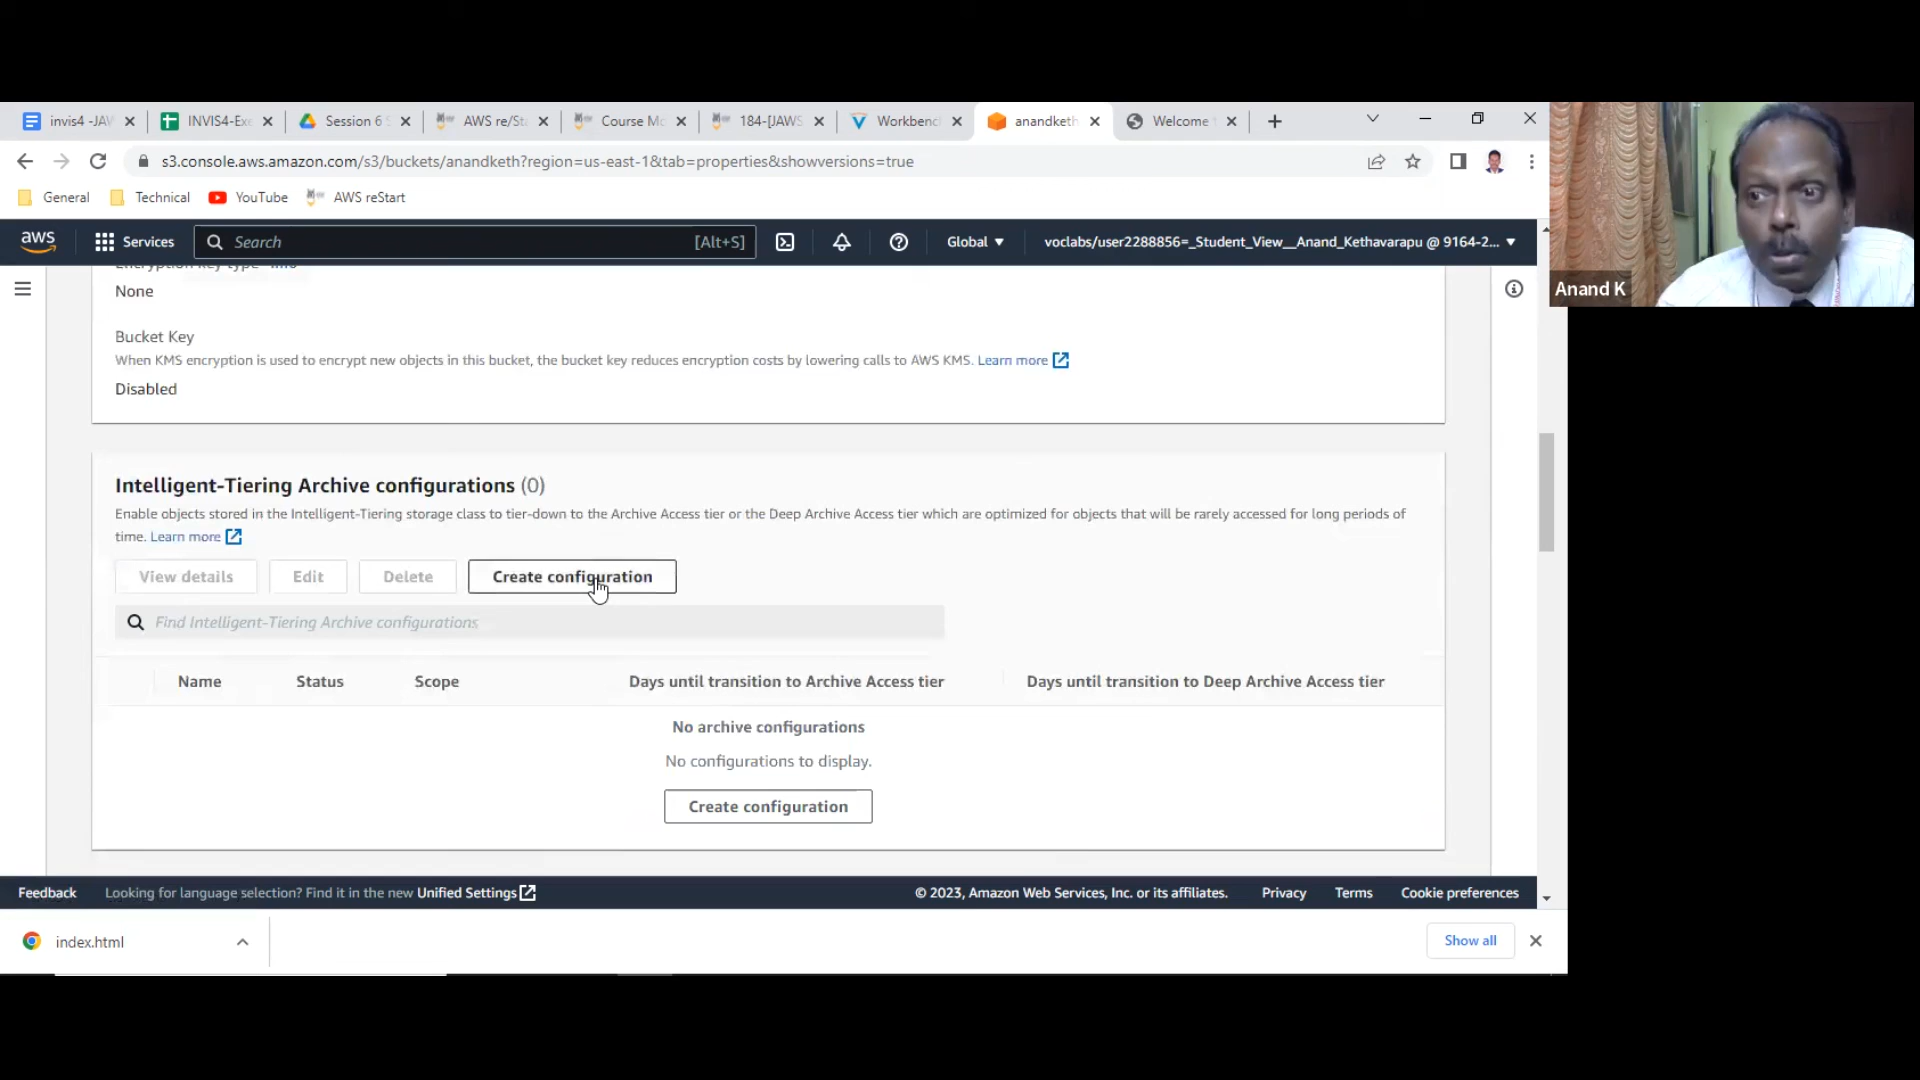 invis4 -JAV
INVIS4-Exe
Session 6 S
AWS re/Sta
Course Mo
184-[JAWS
Workbenc
anandketh
Welcome t
s3.console.aws.amazon.com/s3/buckets/anandketh?region=us-east-1&tab=properties&showversions=true
General
Technical
YouTube
AWS reStart
aws
Services
Search
[Alt+S]
Global
voclabs/user2288856=_Student_View__Anand_Kethavarapu @ 9164-2...
Anand K
Encryption key type Info
None
Bucket Key
When KMS encryption is used to encrypt new objects in this bucket, the bucket key reduces encryption costs by lowering calls to AWS KMS. Learn more
Disabled
Intelligent-Tiering Archive configurations (0)
Enable objects stored in the Intelligent-Tiering storage class to tier-down to the Archive Access tier or the Deep Archive Access tier which are optimized for objects that will be rarely accessed for long periods of
time. Learn more
View details
Edit
Delete
Create configuration
Find Intelligent-Tiering Archive configurations
Name
Status
Scope
Days until transition to Archive Access tier
Days until transition to Deep Archive Access tier
No archive configurations
No configurations to display.
Create configuration
Feedback
Looking for language selection? Find it in the new Unified Settings
© 2023, Amazon Web Services, Inc. or its affiliates.
Privacy
Terms
Cookie preferences
index.html
Show all